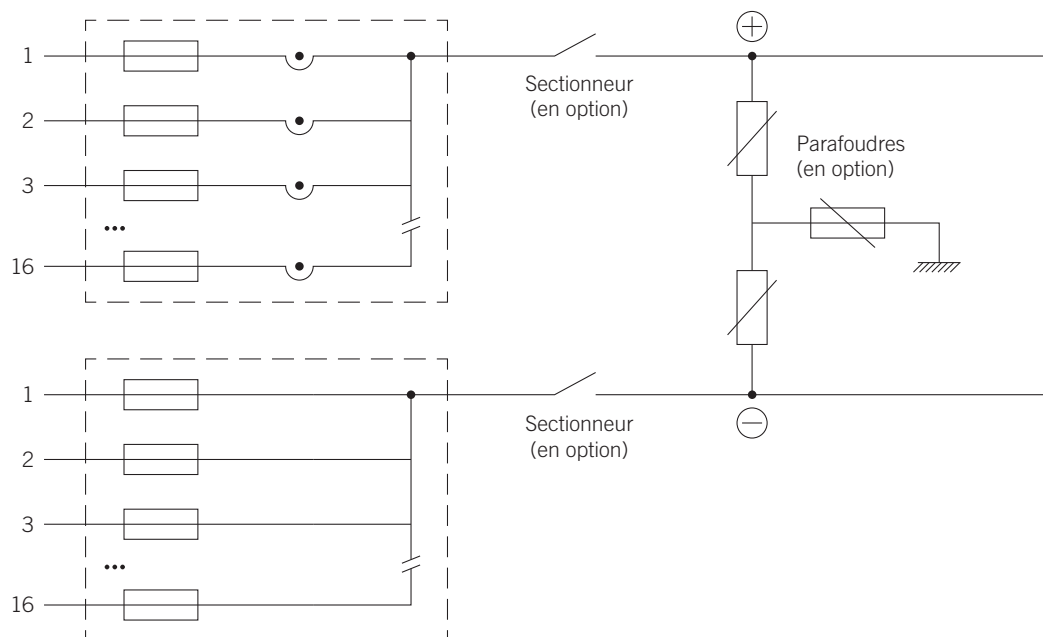 1
2
3
...
16
Sectionneur
(en option)
+
Parafoudres
(en option)
1
2
3
...
16
Sectionneur
(en option)
−